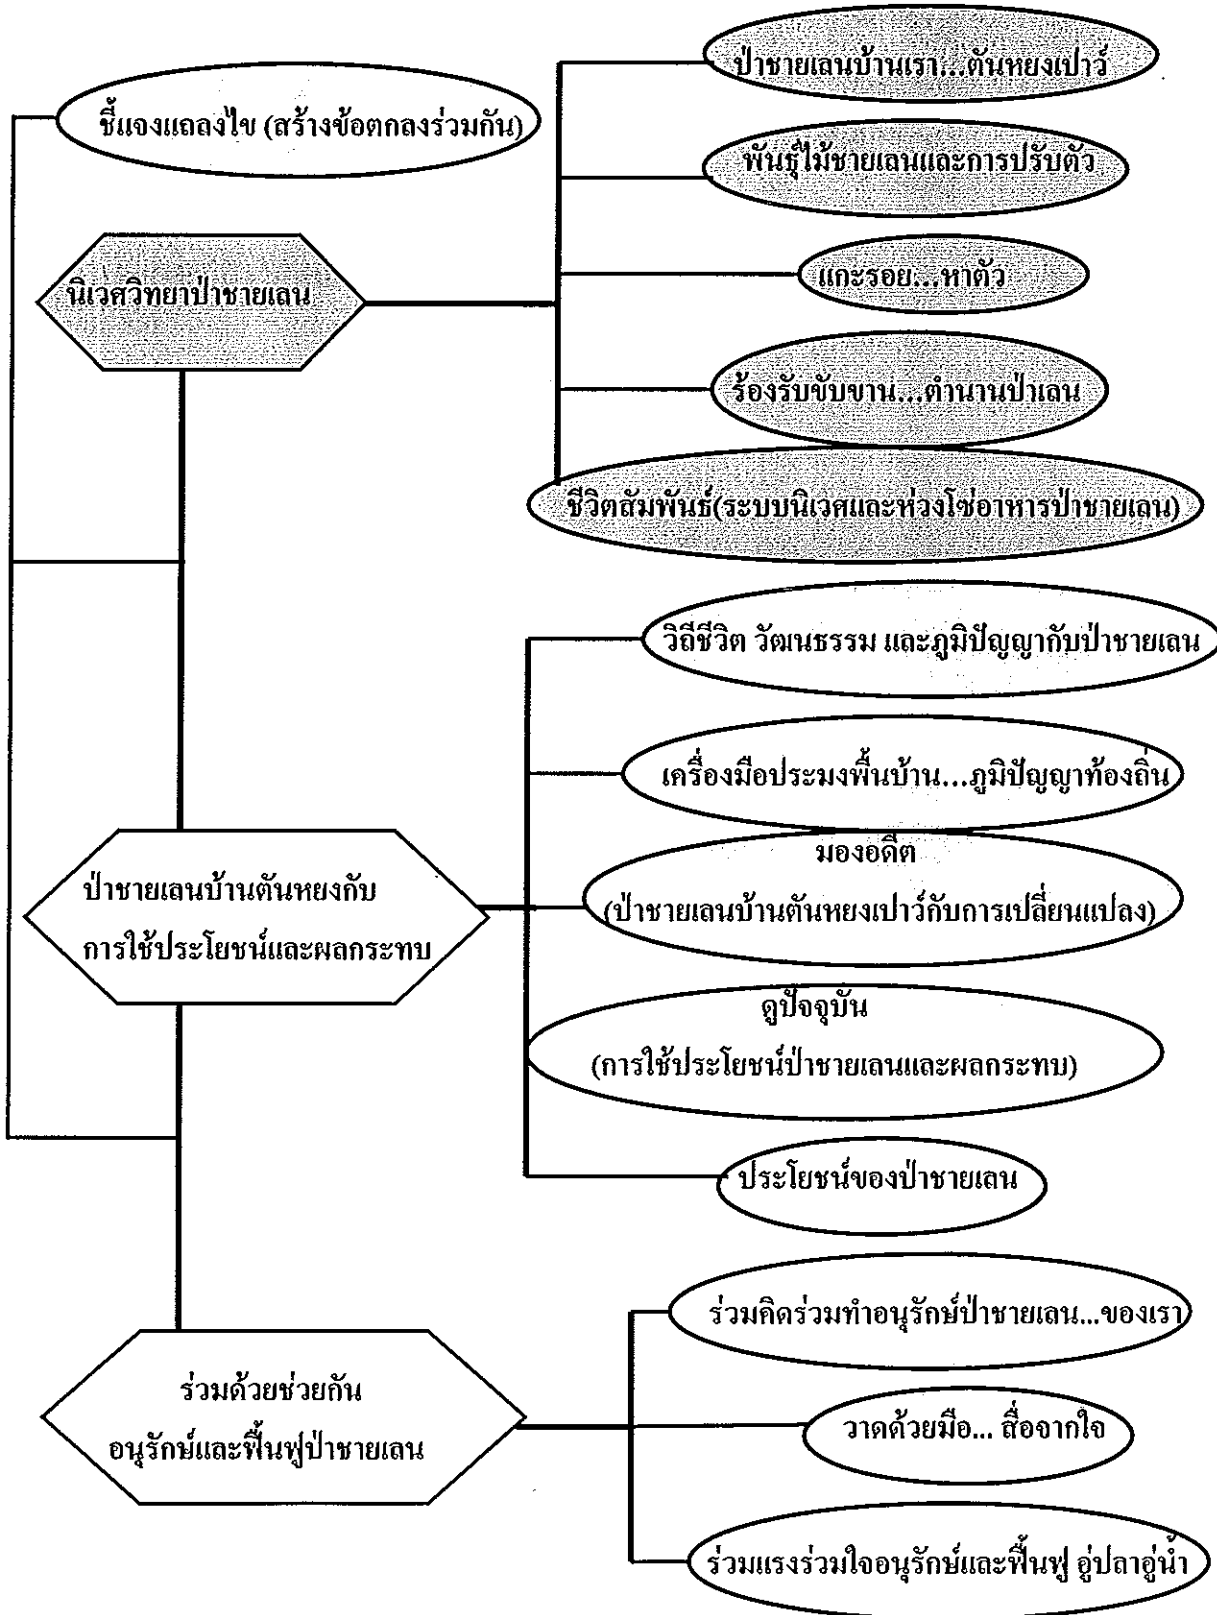 ชี้แจงแถลงไข (สร้างข้อตกลงร่วมกัน)
นิเวศวิทยาป่าชายเลน
ป่าชายเลนบ้านเรา...ตันหยงเปาว์
พันธุ์ไม้ชายเลนและการปรับตัว
แกะรอย...หาตัว
ร้องรับขับขาน...ตำนานป่าเลน
ชีวิตสัมพันธ์(ระบบนิเวศและห่วงโซ่อาหารป่าชายเลน)
ป่าชายเลนบ้านตันหยงกับ
การใช้ประโยชน์และผลกระทบ
วิถีชีวิต วัฒนธรรม และภูมิปัญญากับป่าชายเลน
เครื่องมือประมงพื้นบ้าน...ภูมิปัญญาท้องถิ่น
มองอดีต
(ป่าชายเลนบ้านตันหยงเปาว์กับการเปลี่ยนแปลง)
ดูปัจจุบัน
(การใช้ประโยชน์ป่าชายเลนและผลกระทบ)
ประโยชน์ของป่าชายเลน
ร่วมด้วยช่วยกัน
อนุรักษ์และฟื้นฟูป่าชายเลน
ร่วมคิดร่วมทำอนุรักษ์ป่าชายเลน...ของเรา
วาดด้วยมือ... สื่อจากใจ
ร่วมแรงร่วมใจอนุรักษ์และฟื้นฟู อู่ปลาอู่น้ำ